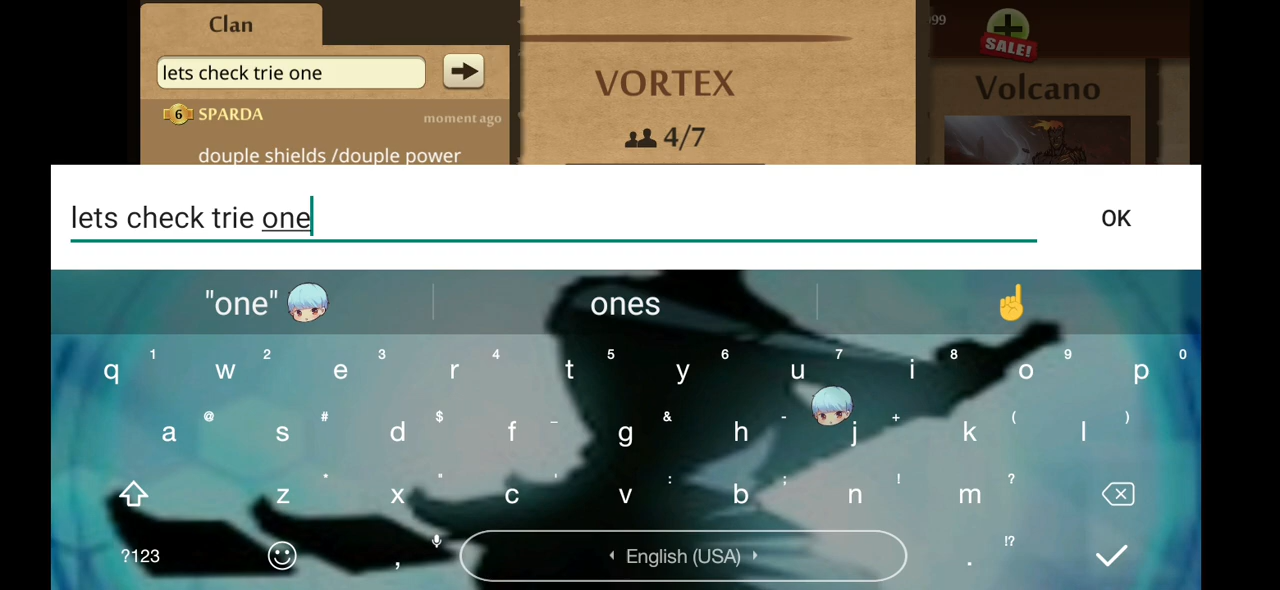 Clan
lets check trie one
6 SPARDA
moment ago
douple shields /douple power
VORTEX
4/7
99
SALE!
Volcano
lets check trie one
OK
"one"
ones
1 2 3 4 5 6 7 8 9 0
q w e r t y u i o p
@ # $ _ & - + ( )
a s d f g h j k l
* " ' : ; ! ?
z x c v b n m
?123 , English (USA) . !?